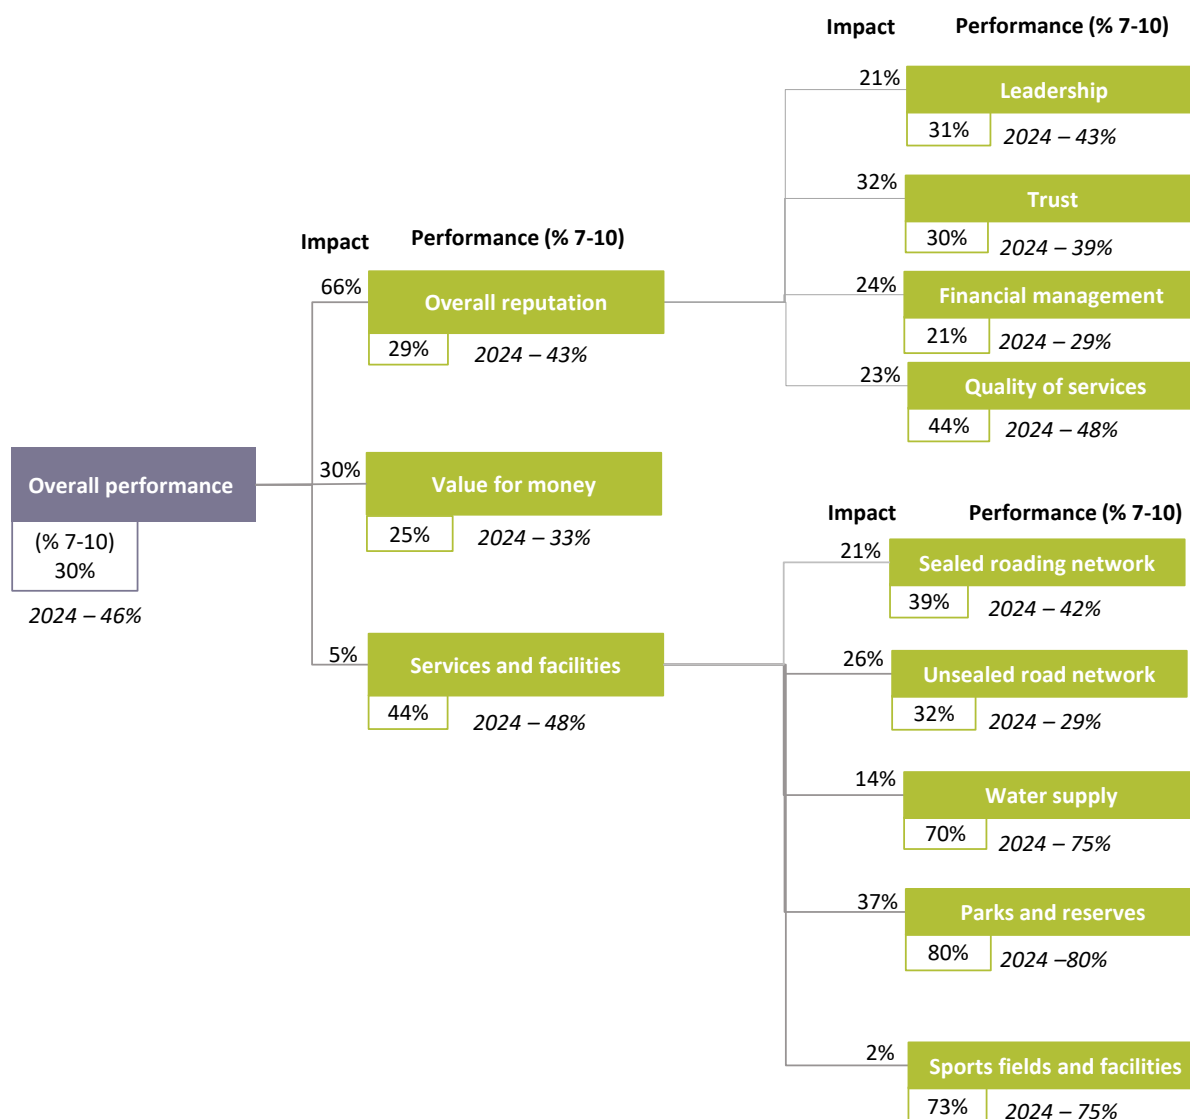 Impact Performance (% 7-10)
21% Leadership
31% 2024 – 43%
32% Trust
30% 2024 – 39%
24% Financial management
21% 2024 – 29%
23% Quality of services
44% 2024 – 48%
Impact Performance (% 7-10)
66% Overall reputation
29% 2024 – 43%
30% Value for money
25% 2024 – 33%
5% Services and facilities
44% 2024 – 48%
Overall performance
(% 7-10)
30%
2024 – 46%
Impact Performance (% 7-10)
21% Sealed roading network
39% 2024 – 42%
26% Unsealed road network
32% 2024 – 29%
14% Water supply
70% 2024 – 75%
37% Parks and reserves
80% 2024 –80%
2% Sports fields and facilities
73% 2024 – 75%